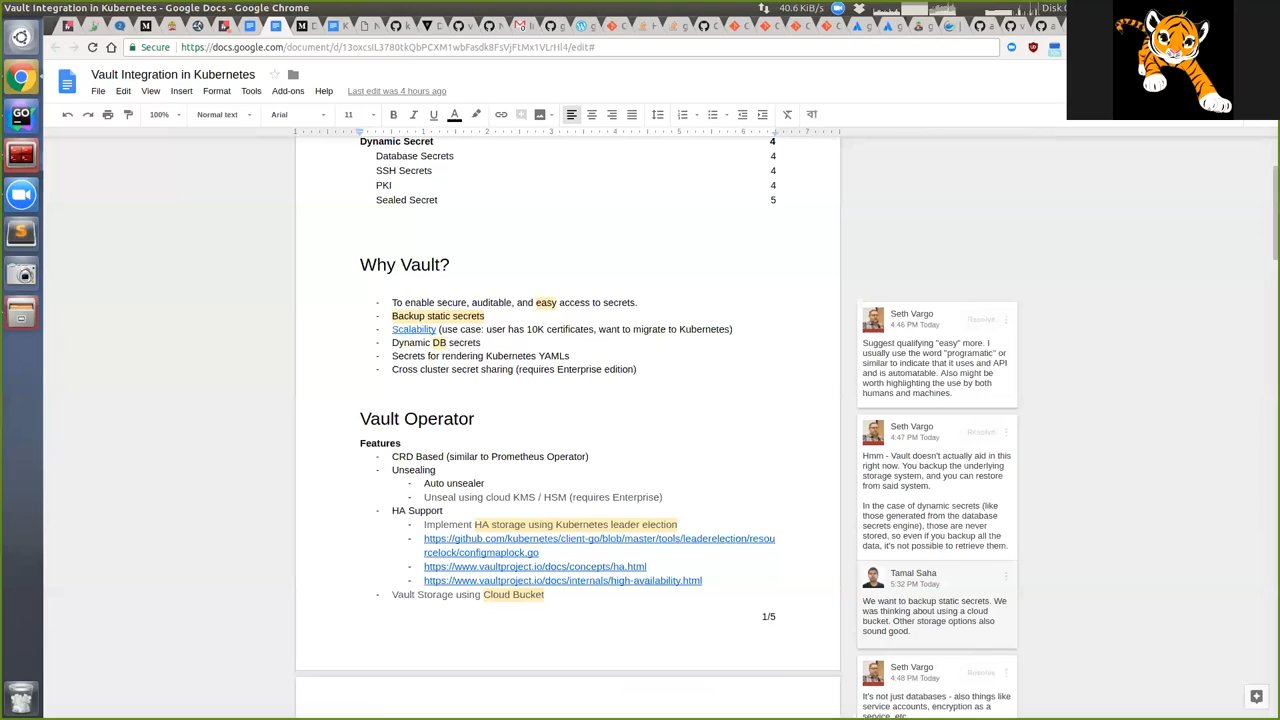 Vault Integration in Kubernetes - Google Docs - Google Chrome
40.6 KiB/s
Disk
Secure
https://docs.google.com/document/d/13oxcsIL3780tkQbPCXM1wbFasdk8FsVjFtMx1VLrHl4/edit#
Vault Integration in Kubernetes
File Edit View Insert Format Tools Add-ons Help Last edit was 4 hours ago
100% Normal text Arial 11
Dynamic Secret 4
Database Secrets 4
SSH Secrets 4
PKI 4
Sealed Secret 5
Why Vault?
- To enable secure, auditable, and easy access to secrets.
- Backup static secrets
- Scalability (use case: user has 10K certificates, want to migrate to Kubernetes)
- Dynamic DB secrets
- Secrets for rendering Kubernetes YAMLs
- Cross cluster secret sharing (requires Enterprise edition)
Vault Operator
Features
- CRD Based (similar to Prometheus Operator)
- Unsealing
- Auto unsealer
- Unseal using cloud KMS / HSM (requires Enterprise)
- HA Support
- Implement HA storage using Kubernetes leader election
- https://github.com/kubernetes/client-go/blob/master/tools/leaderelection/resou
rcelock/configmaplock.go
- https://www.vaultproject.io/docs/concepts/ha.html
- https://www.vaultproject.io/docs/internals/high-availability.html
- Vault Storage using Cloud Bucket
1/5
Seth Vargo
4:46 PM Today
Resolve
Suggest qualifying "easy" more. I
usually use the word "programatic" or
similar to indicate that it uses and API
and is automatable. Also might be
worth highlighting the use by both
humans and machines.
Seth Vargo
4:47 PM Today
Resolve
Hmm - Vault doesn't actually aid in this
right now. You backup the underlying
storage system, and you can restore
from said system.
In the case of dynamic secrets (like
those generated from the database
secrets engine), those are never
stored, so even if you backup all the
data, it's not possible to retrieve them.
Tamal Saha
5:32 PM Today
We want to backup static secrets. We
was thinking about using a cloud
bucket. Other storage options also
sound good.
Seth Vargo
4:48 PM Today
Resolve
It's not just databases - also things like
service accounts, encryption as a
service, etc